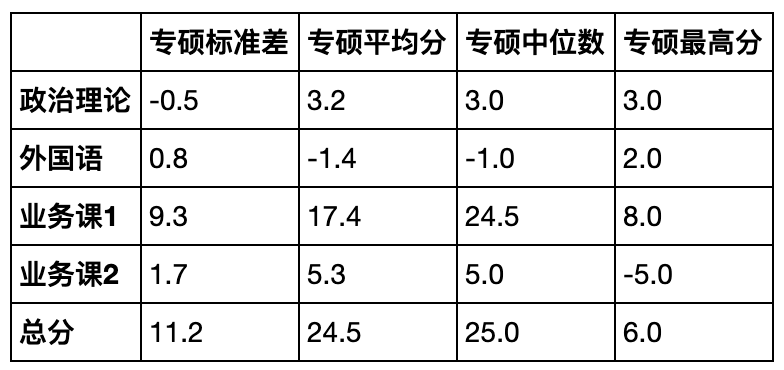 专硕标准差 专硕平均分 专硕中位数 专硕最高分
政治理论 -0.5 3.2 3.0 3.0
外国语 0.8 -1.4 -1.0 2.0
业务课1 9.3 17.4 24.5 8.0
业务课2 1.7 5.3 5.0 -5.0
总分 11.2 24.5 25.0 6.0